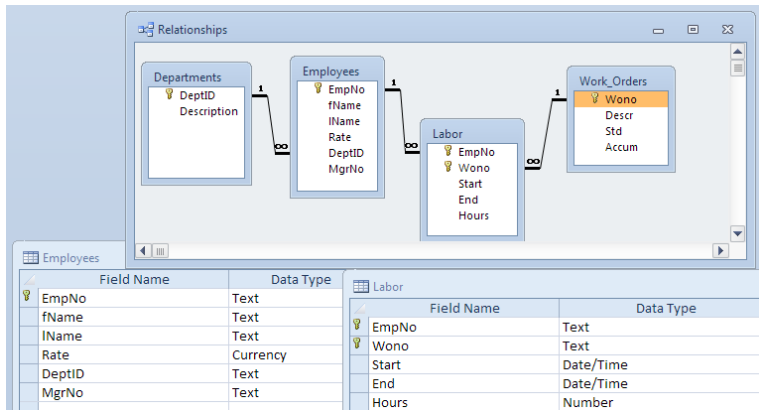 Relationships
Departments
DeptID
Description
1
∞
Employees
EmpNo
fName
lName
Rate
DeptID
MgrNo
1
∞
Labor
EmpNo
Wono
Start
End
Hours
1
∞
Work_Orders
Wono
Descr
Std
Accum
Employees
Field Name Data Type
EmpNo Text
fName Text
lName Text
Rate Currency
DeptID Text
MgrNo Text
Labor
Field Name Data Type
EmpNo Text
Wono Text
Start Date/Time
End Date/Time
Hours Number